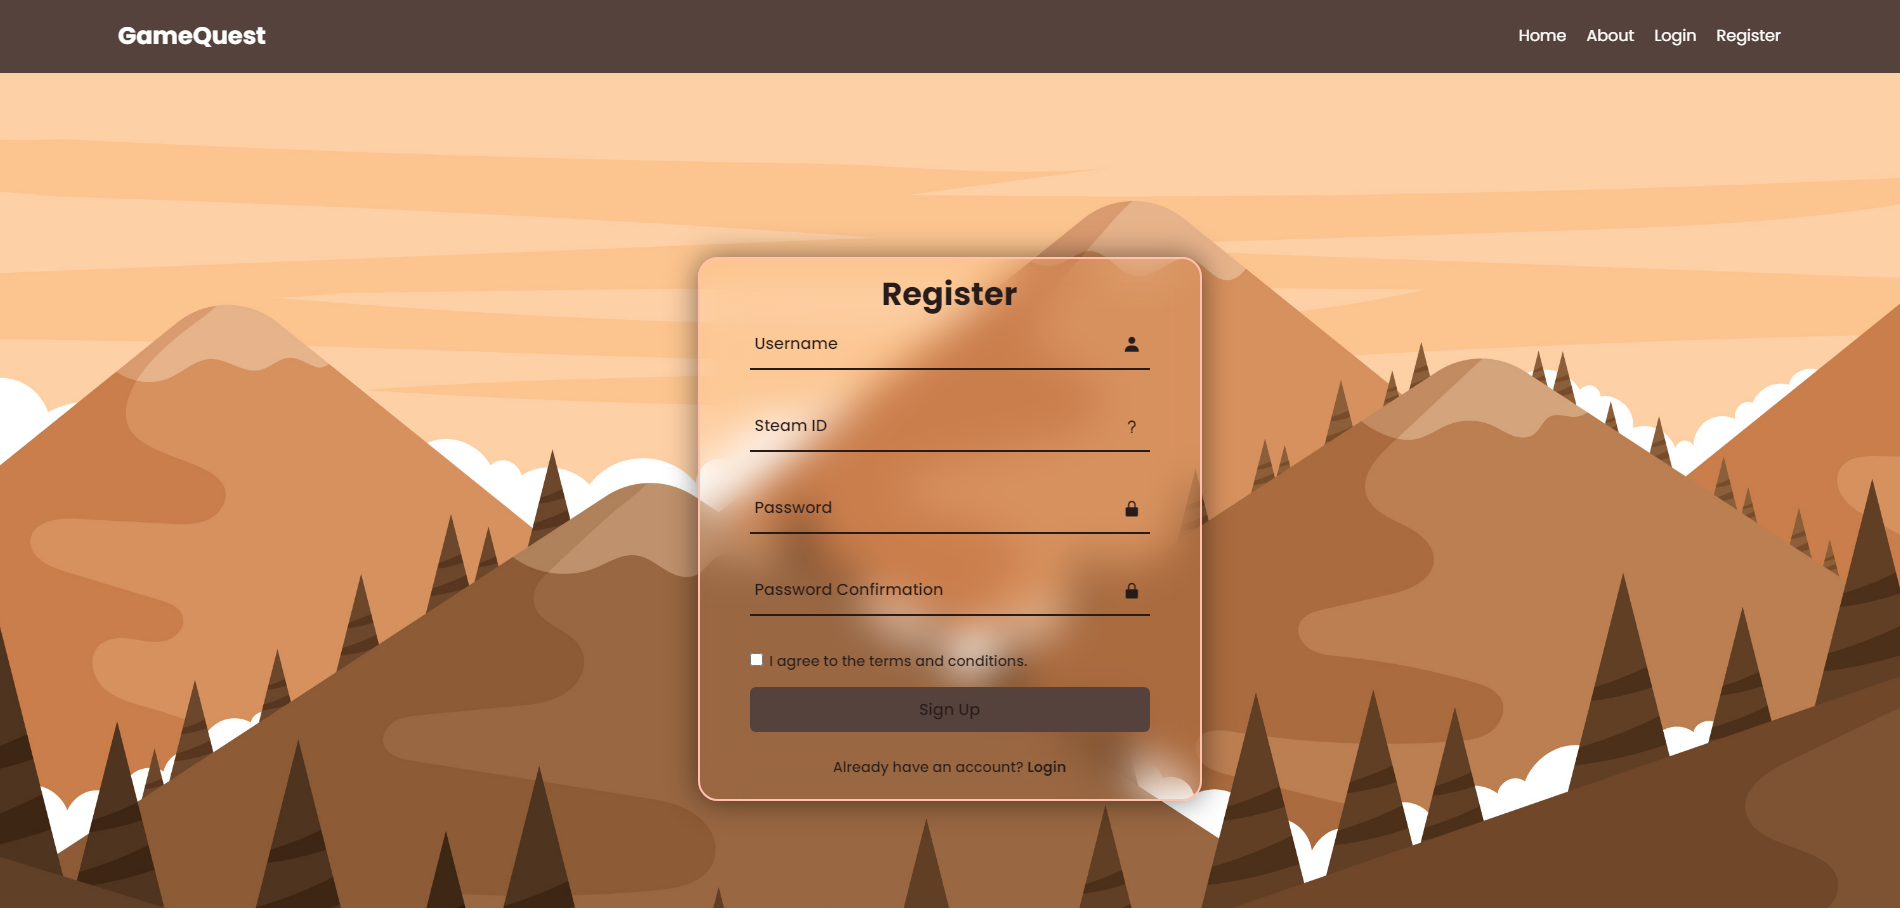 GameQuest
Home About Login Register
Register
Username
Steam ID
?
Password
Password Confirmation
I agree to the terms and conditions.
Sign Up
Already have an account? Login